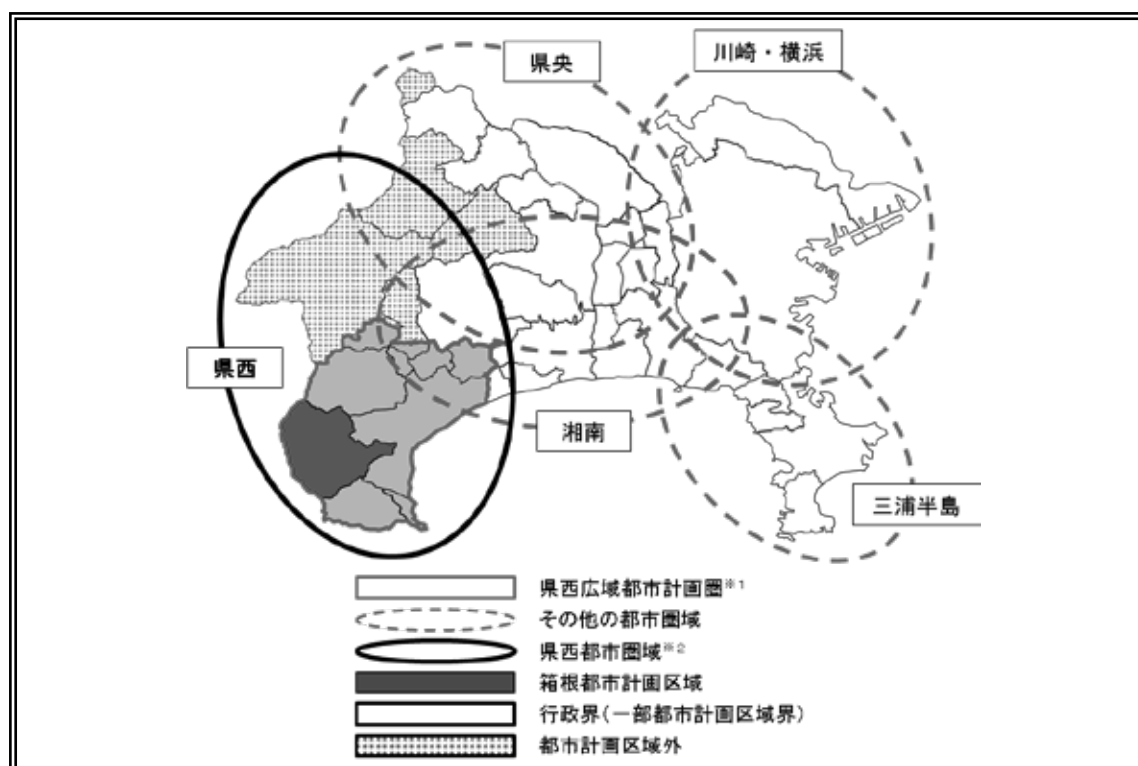 県央
川崎・横浜
県西
湘南
三浦半島
県西広域都市計画圏※1
その他の都市圏域
県西都市圏域※2
箱根都市計画区域
行政界(一部都市計画区域界)
都市計画区域外